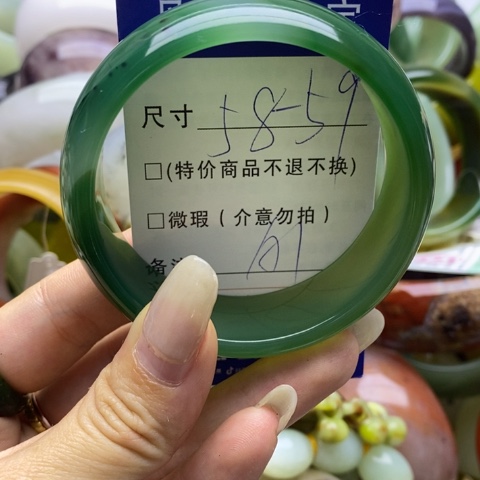 尺寸 58-59
□(特价商品不退不换)
□微瑕(介意勿拍)
备注